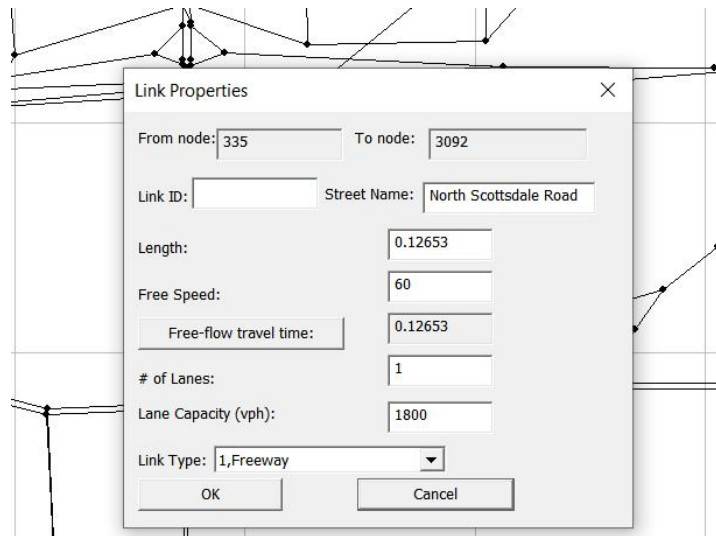 Link Properties
From node: 335 To node: 3092
Link ID: Street Name: North Scottsdale Road
Length: 0.12653
Free Speed: 60
Free-flow travel time: 0.12653
# of Lanes: 1
Lane Capacity (vph): 1800
Link Type: 1,Freeway
OK Cancel